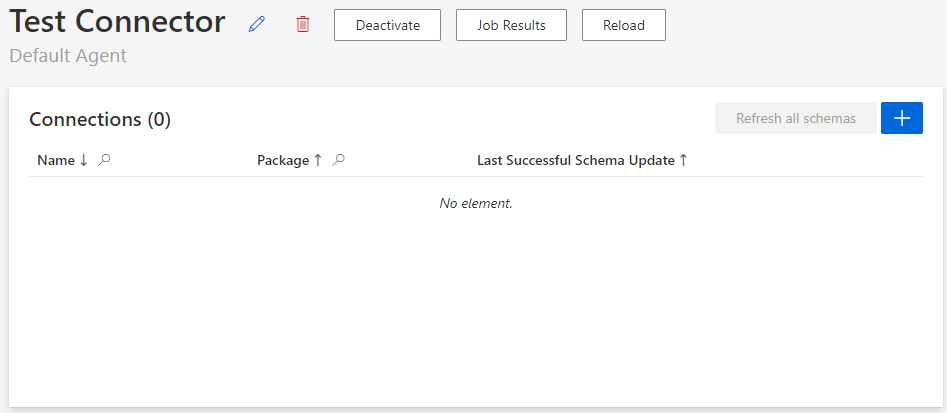 Test Connector
Deactivate
Job Results
Reload
Default Agent
Connections (0)
Refresh all schemas
Name ↓
Package ↑
Last Successful Schema Update ↑
No element.